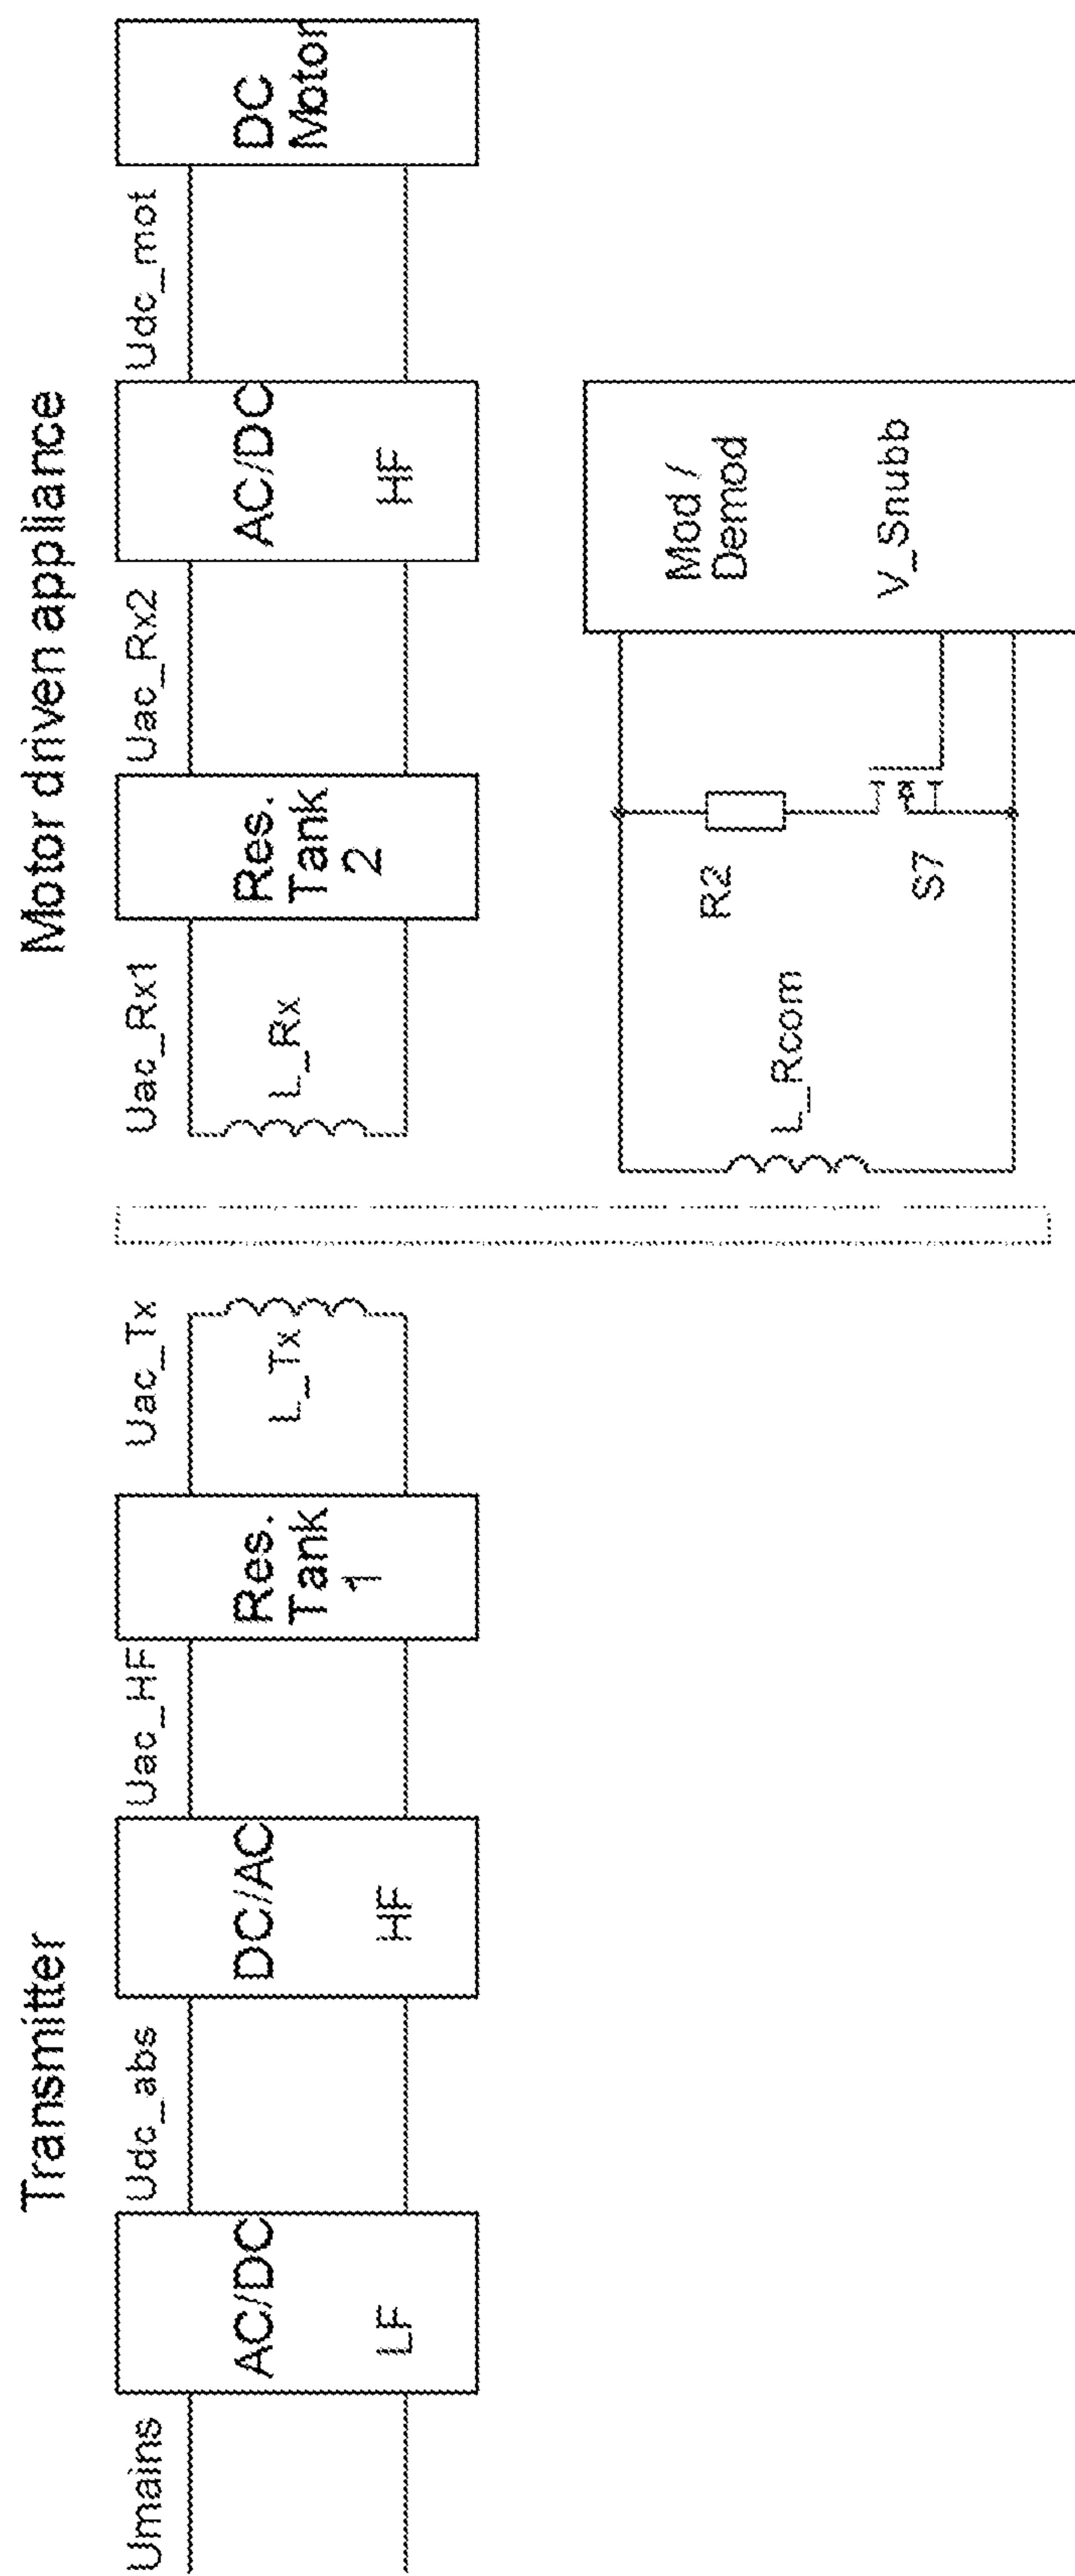 Transmitter
Motor driven appliance
Umains
Udc_abs
Uac_HF
Uac_Tx
Uac_Rx1
Uac_Rx2
Udc_mot
AC/DC
LF
DC/AC
HF
Res.
Tank
1
L_Tx
L_Rx
Res.
Tank
2
AC/DC
HF
DC
Motor
L_Rcom
R2
S7
Mod /
Demod
V_Snubb